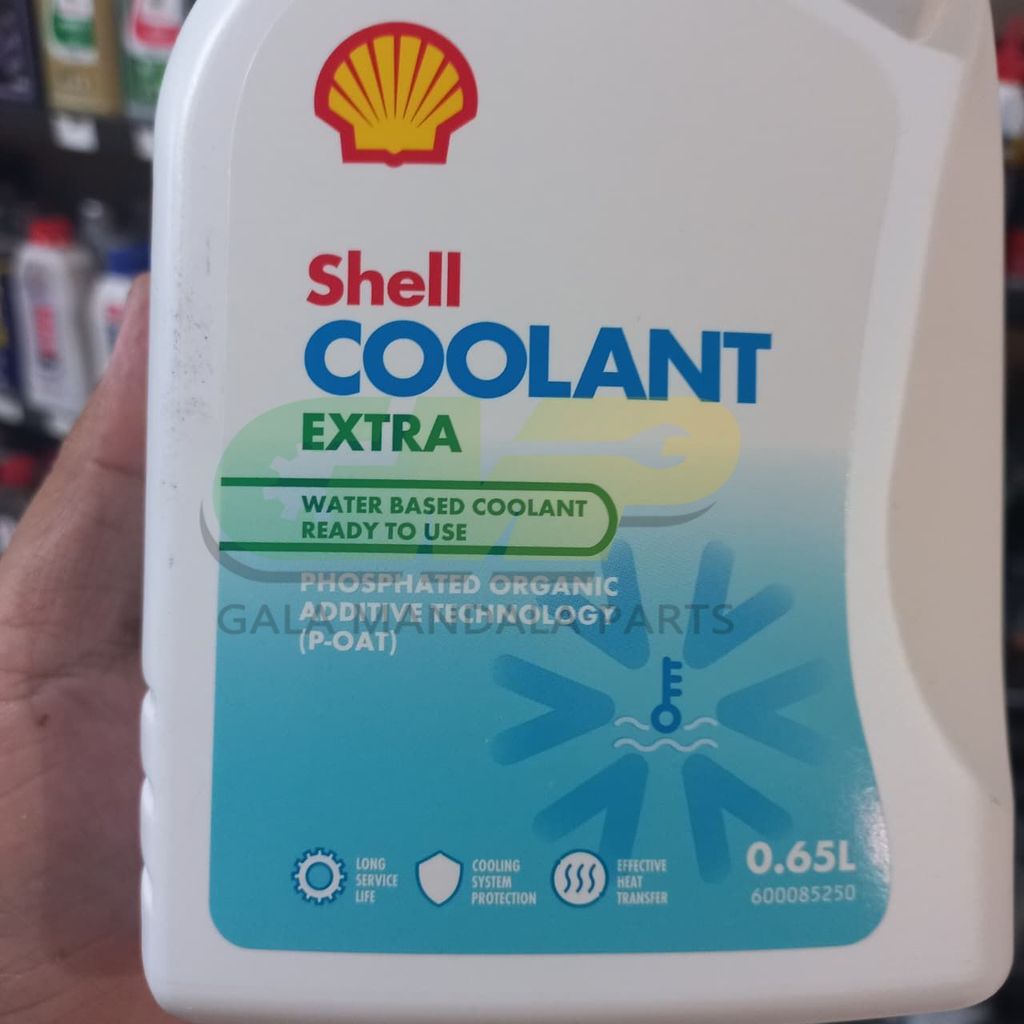 Shell
COOLANT
EXTRA
WATER BASED COOLANT
READY TO USE
PHOSPHATED ORGANIC
ADDITIVE TECHNOLOGY
(P-OAT)
GALA MANDALA PARTS
LONG
SERVICE
LIFE
COOLING
SYSTEM
PROTECTION
EFFECTIVE
HEAT
TRANSFER
0.65L
600085250